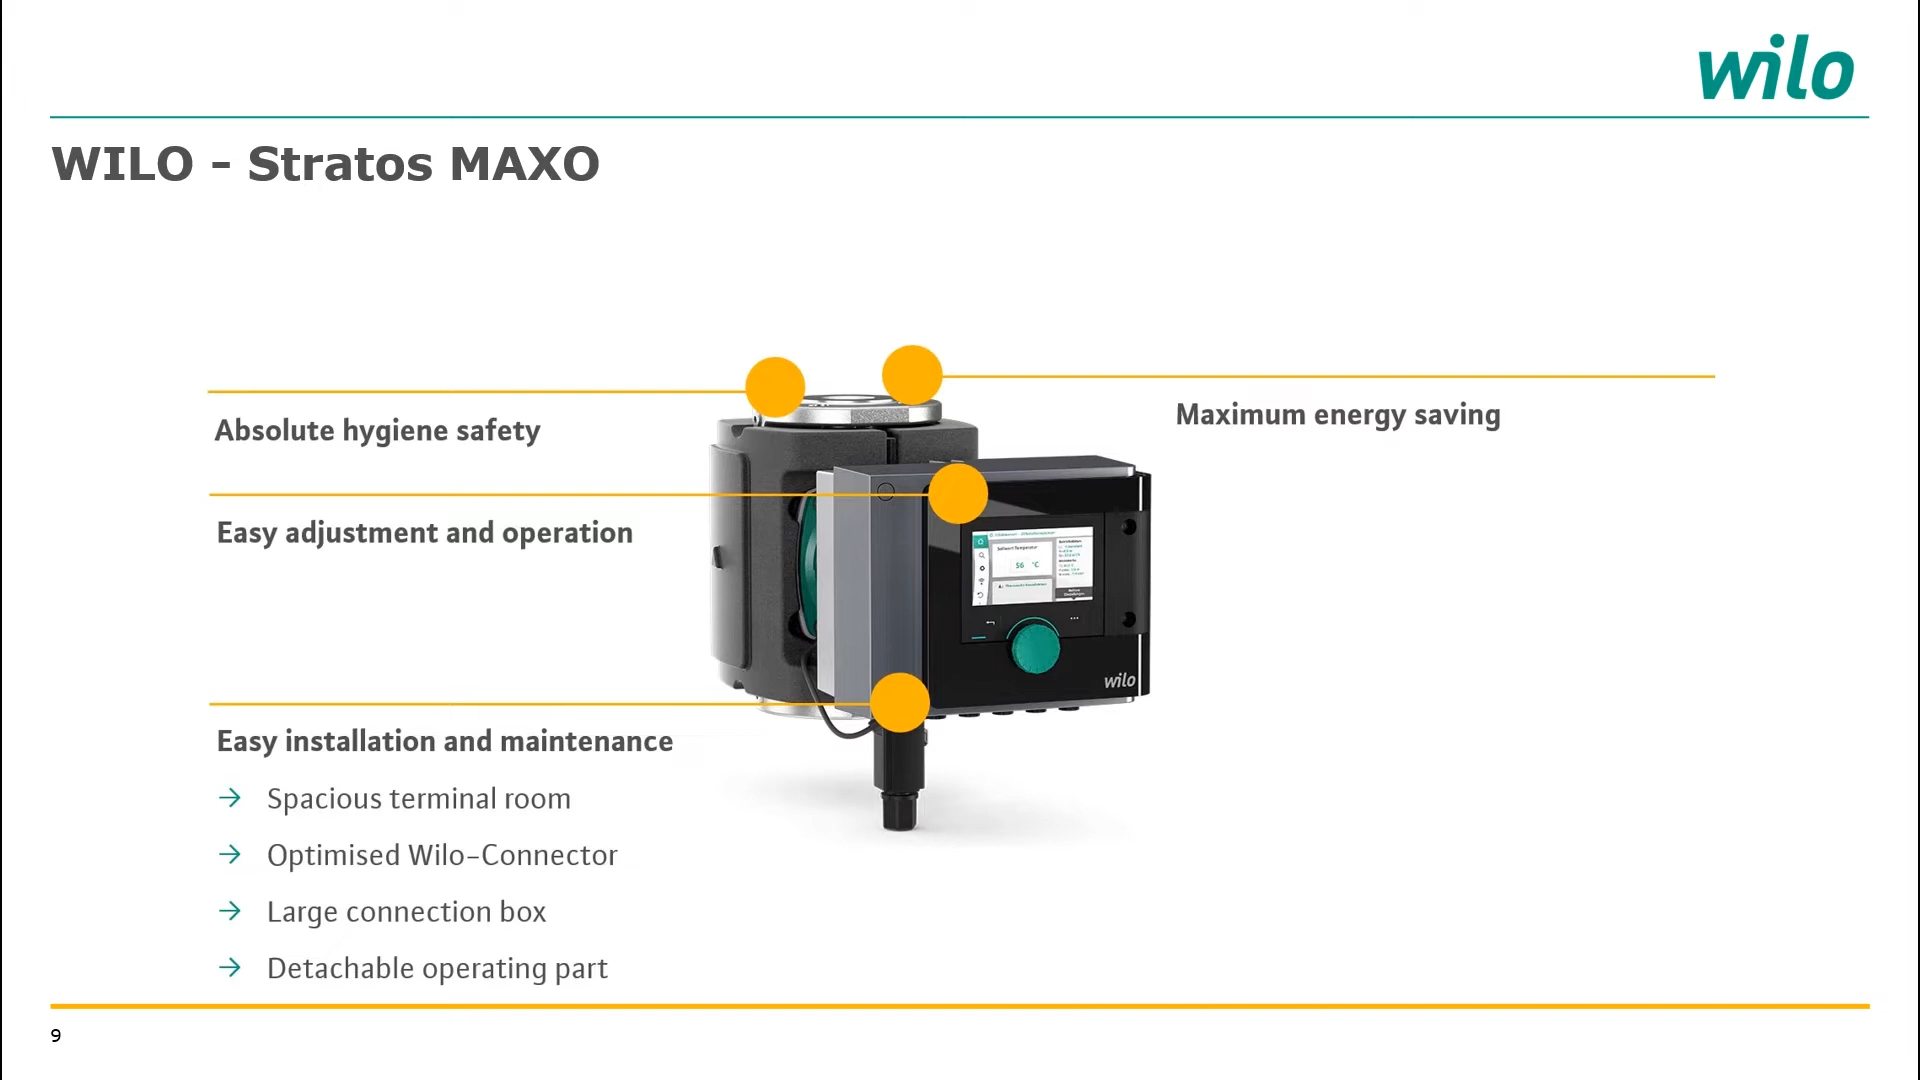 wilo
WILO - Stratos MAXO
Absolute hygiene safety
Maximum energy saving
Easy adjustment and operation
56 °C
wilo
Easy installation and maintenance
→ Spacious terminal room
→ Optimised Wilo-Connector
→ Large connection box
→ Detachable operating part
9